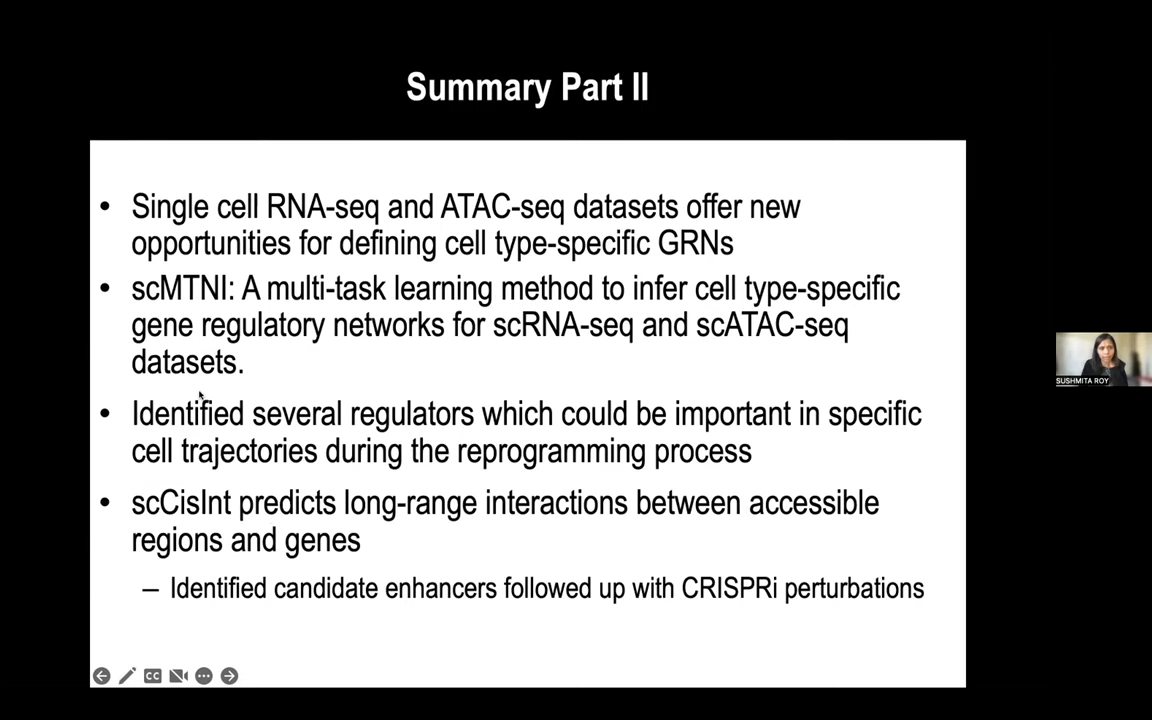 Summary Part II
• Single cell RNA-seq and ATAC-seq datasets offer new
opportunities for defining cell type-specific GRNs
• scMTNI: A multi-task learning method to infer cell type-specific
gene regulatory networks for scRNA-seq and scATAC-seq
datasets.
• Identified several regulators which could be important in specific
cell trajectories during the reprogramming process
• scCisInt predicts long-range interactions between accessible
regions and genes
– Identified candidate enhancers followed up with CRISPRi perturbations
CC
SUSHMITA ROY